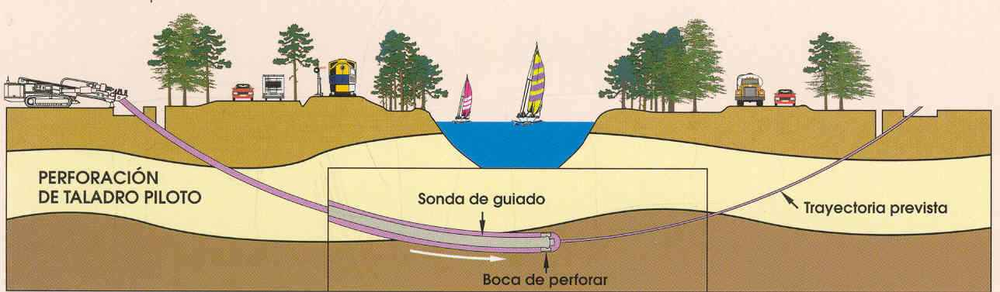 PERFORACIÓN
DE TALADRO PILOTO
Sonda de guiado
Trayectoria prevista
Boca de perforar